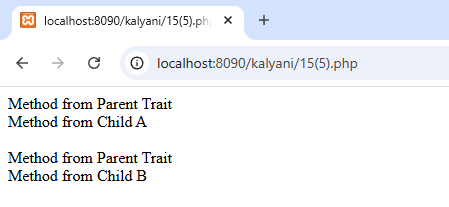 localhost:8090/kalyani/15(5).ph
localhost:8090/kalyani/15(5).php
Method from Parent Trait
Method from Child A
Method from Parent Trait
Method from Child B